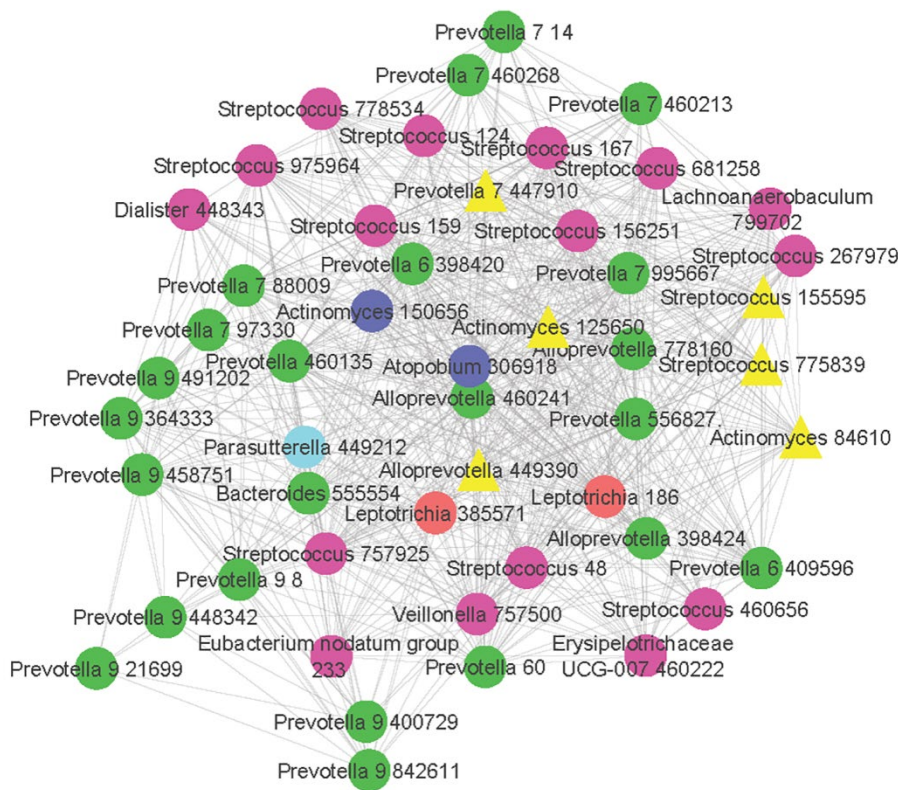 Prevotella 7 14
Prevotella 7 460268
Prevotella 7 460213
Streptococcus 778534
Streptococcus 124
Streptococcus 167
Streptococcus 975964
Streptococcus 681258
Prevotella 7 447910
Lachnoanaerobaculum
799702
Dialister 448343
Streptococcus 159
Streptococcus 156251
Streptococcus 267979
Prevotella 6 398420
Prevotella 7 995667
Prevotella 7 88009
Streptococcus 155595
Actinomyces 150656
Actinomyces 125650
Prevotella 7 97330
Alloprevotella 778160
Prevotella 460135
Atopobium 306918
Streptococcus 775839
Prevotella 9 491202
Alloprevotella 460241
Prevotella 9 364333
Prevotella 556827
Actinomyces 84610
Parasutterella 449212
Prevotella 9 458751
Alloprevotella 449390
Bacteroides 555554
Leptotrichia 186
Leptotrichia 385571
Alloprevotella 398424
Streptococcus 757925
Streptococcus 48
Prevotella 6 409596
Prevotella 9 8
Streptococcus 460656
Veillonella 757500
Prevotella 9 448342
Eubacterium nodatum group
233
Erysipelotrichaceae
UCG-007 460222
Prevotella 9 21699
Prevotella 60
Prevotella 9 400729
Prevotella 9 842611